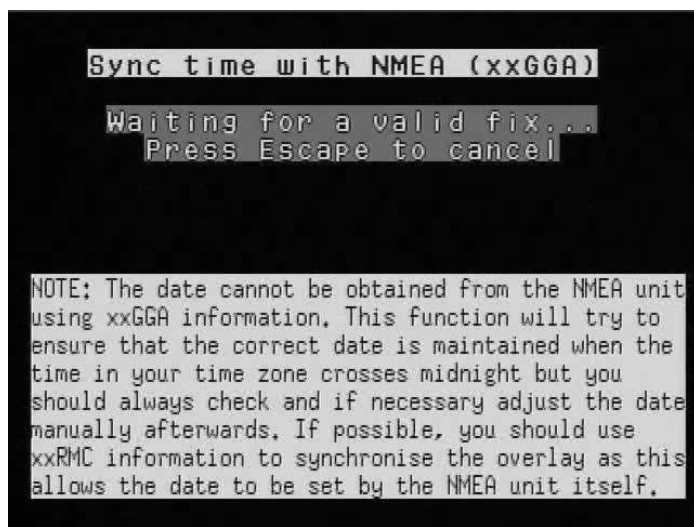 Sync time with NMEA (xxGGA)
Waiting for a valid fix...
Press Escape to cancel
NOTE: The date cannot be obtained from the NMEA unit
using xxGGA information. This function will try to
ensure that the correct date is maintained when the
time in your time zone crosses midnight but you
should always check and if necessary adjust the date
manually afterwards. If possible, you should use
xxRMC information to synchronise the overlay as this
allows the date to be set by the NMEA unit itself.